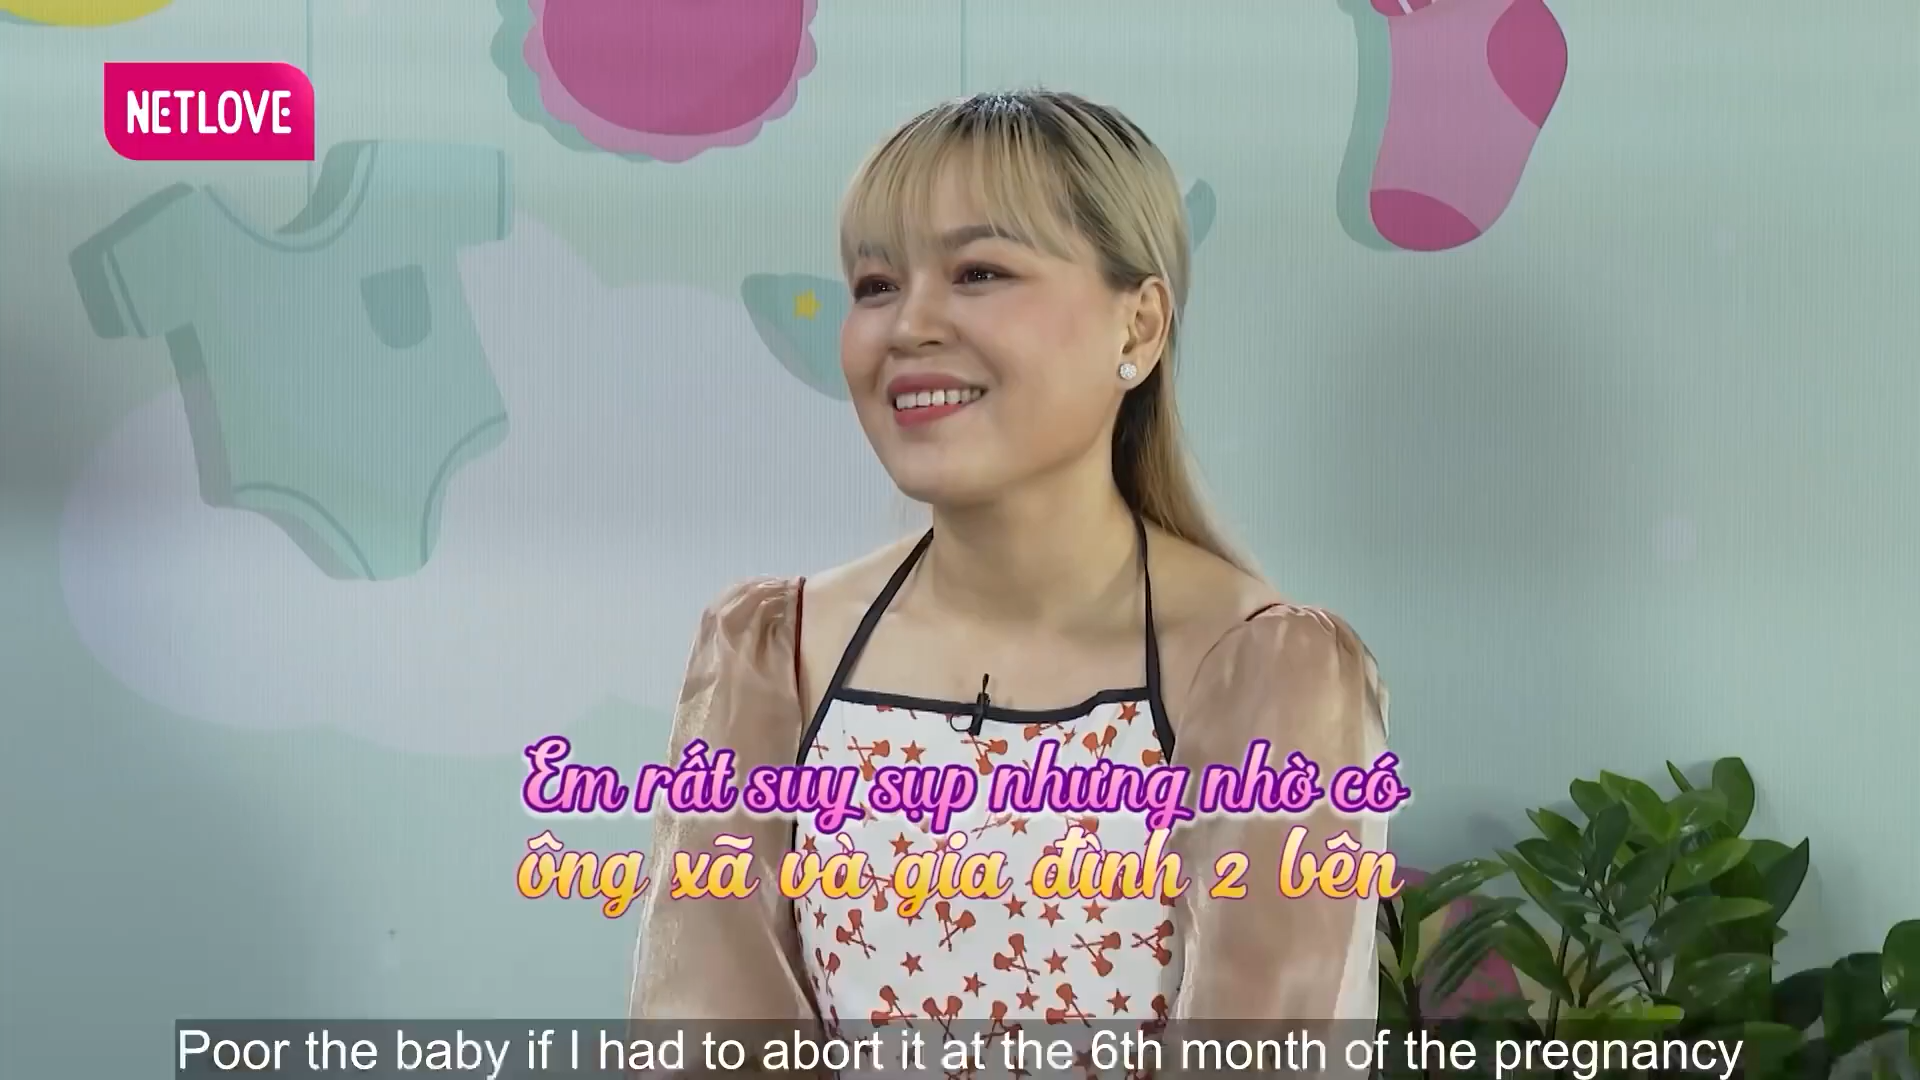 NETLOVE
Em rất suy sụp nhưng nhờ có
ông xã và gia đình 2 bên
Poor the baby if I had to abort it at the 6th month of the pregnancy